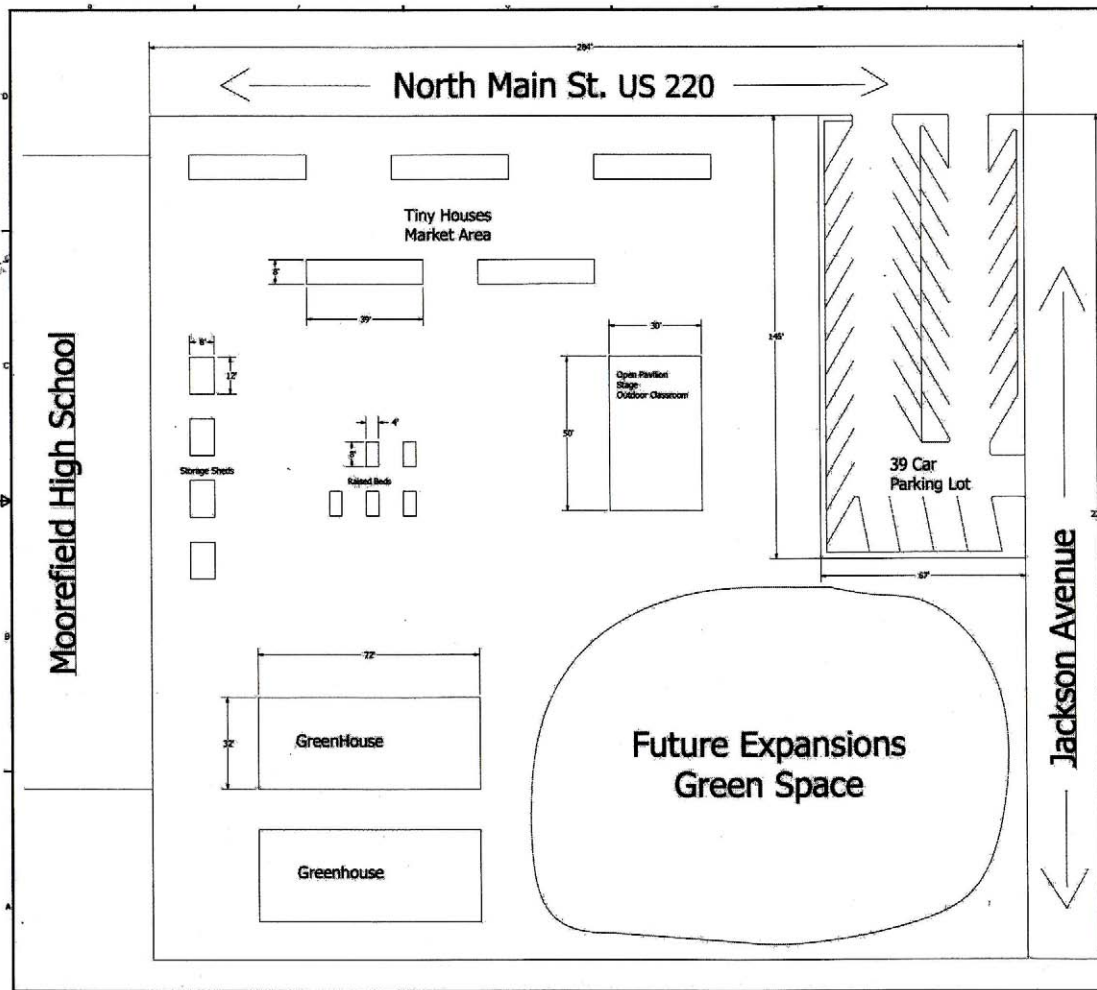 284'
North Main St. US 220
Tiny Houses
Market Area
8'
39'
8'
12'
30'
145'
Open Pavilion
Stage
Outdoor Classroom
50'
4'
8'
Storage Sheds
Raised Beds
39 Car
Parking Lot
67'
Moorefield High School
Jackson Avenue
72'
32'
GreenHouse
Greenhouse
Future Expansions
Green Space
D
C
B
A